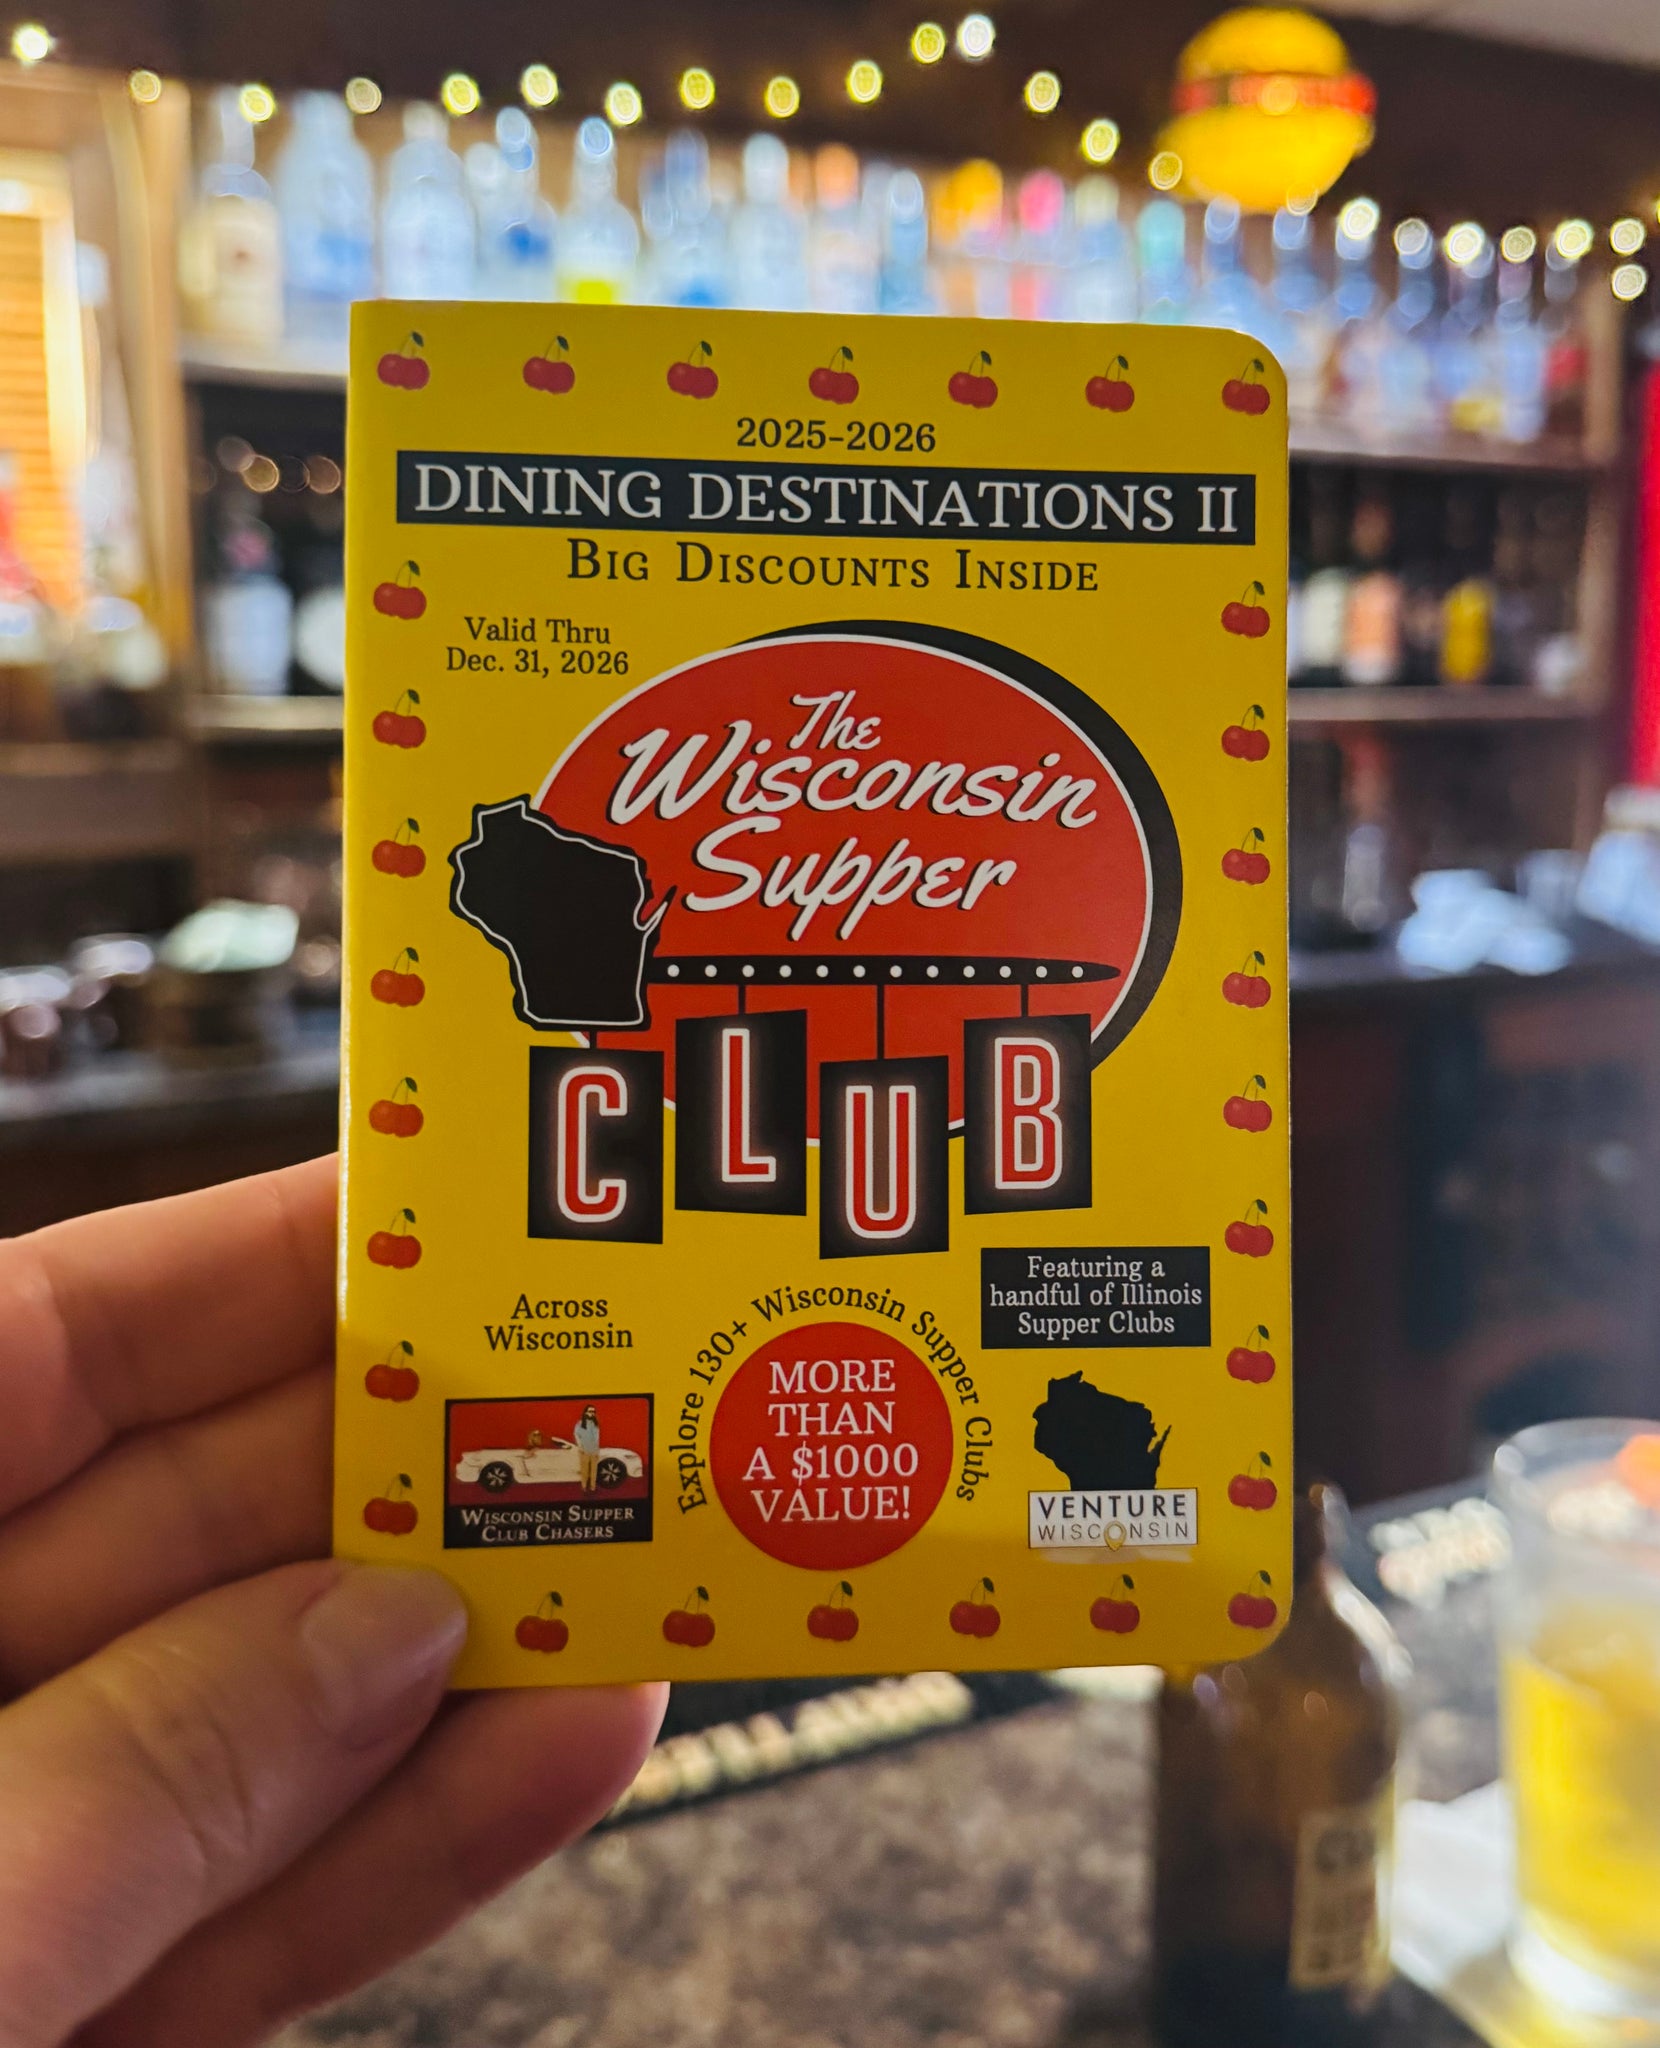 2025-2026
DINING DESTINATIONS II
BIG DISCOUNTS INSIDE
Valid Thru
Dec. 31, 2026
The
Wisconsin
Supper
CLUB
Across
Wisconsin
Featuring a
handful of Illinois
Supper Clubs
Explore 130+ Wisconsin Supper Clubs
MORE
THAN
A $1000
VALUE!
WISCONSIN SUPPER
CLUB CHASERS
VENTURE
WISCONSIN